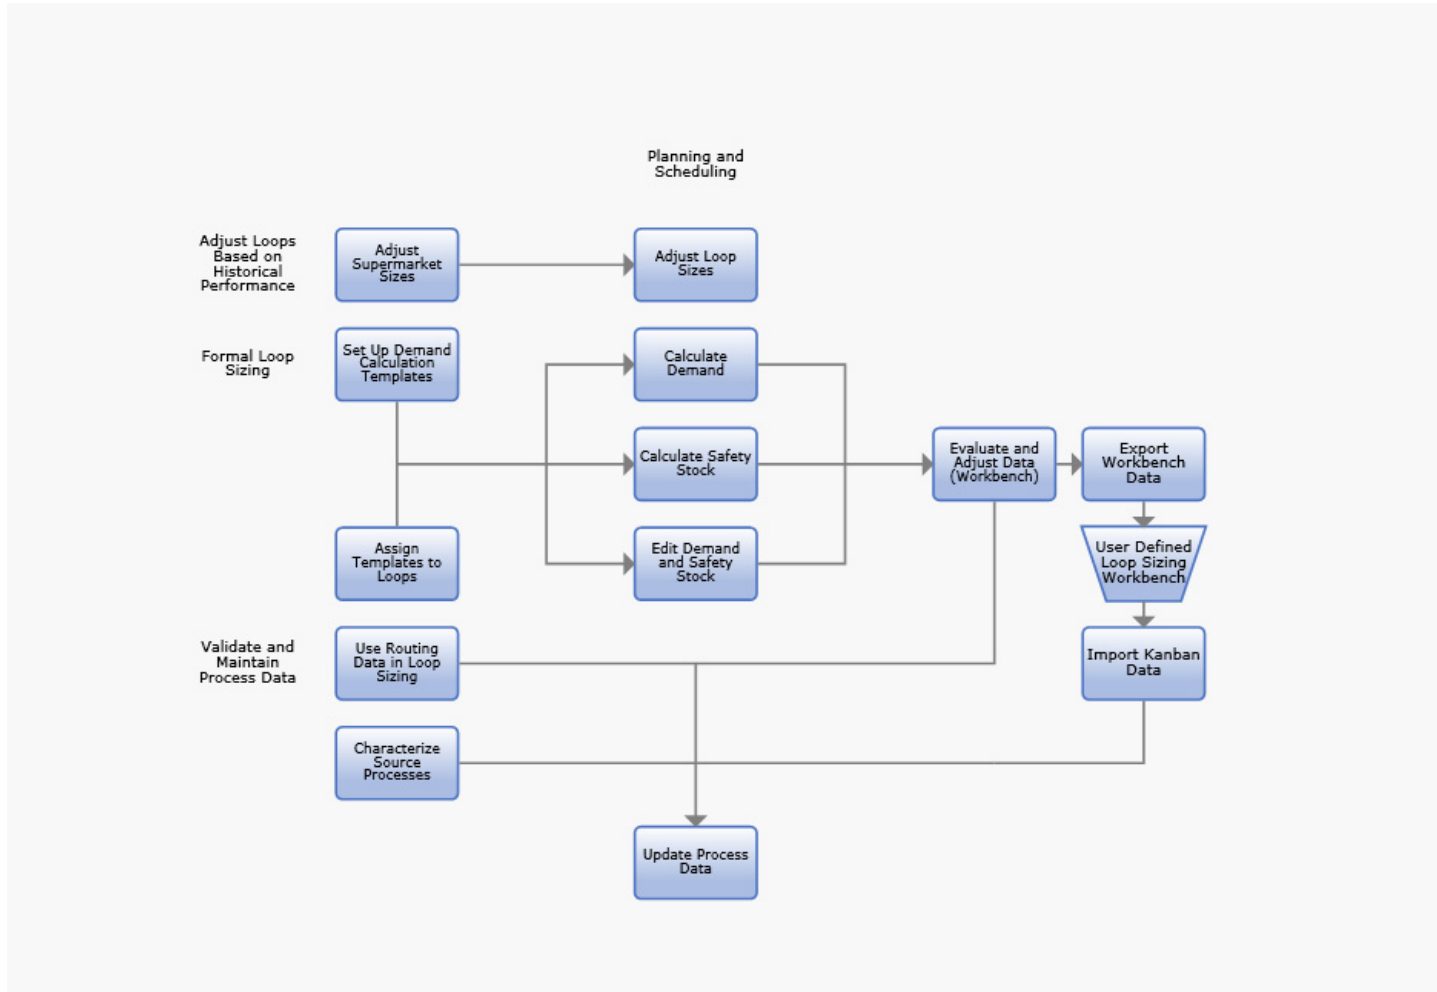 Planning and
Scheduling
Adjust Loops
Based on
Historical
Performance
Adjust
Supermarket
Sizes
Adjust Loop
Sizes
Formal Loop
Sizing
Set Up Demand
Calculation
Templates
Calculate
Demand
Calculate Safety
Stock
Evaluate and
Adjust Data
(Workbench)
Export
Workbench
Data
Assign
Templates to
Loops
Edit Demand
and Safety
Stock
User Defined
Loop Sizing
Workbench
Validate and
Maintain
Process Data
Use Routing
Data in Loop
Sizing
Import Kanban
Data
Characterize
Source
Processes
Update Process
Data